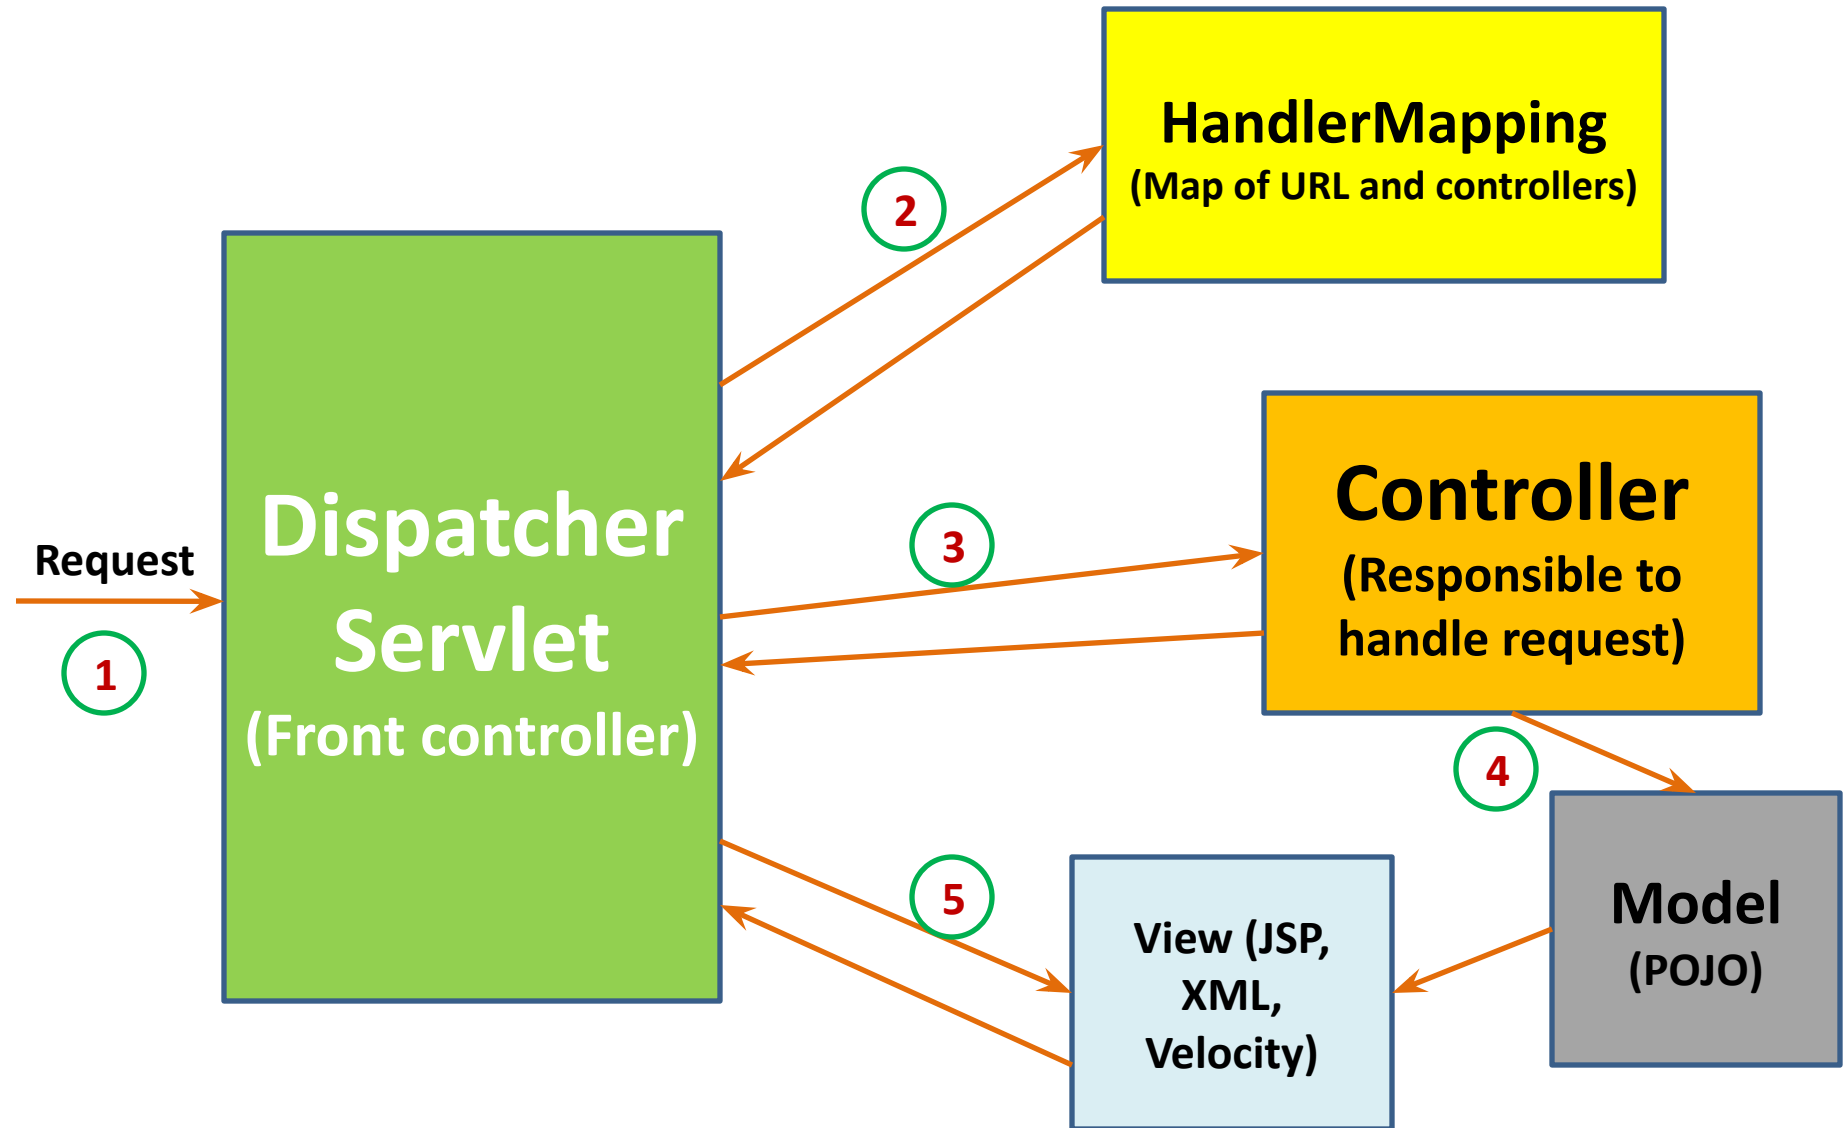 HandlerMapping
(Map of URL and controllers)
2
Dispatcher
Servlet
(Front controller)
Request
1
3
Controller
(Responsible to
handle request)
4
5
View (JSP,
XML,
Velocity)
Model
(POJO)